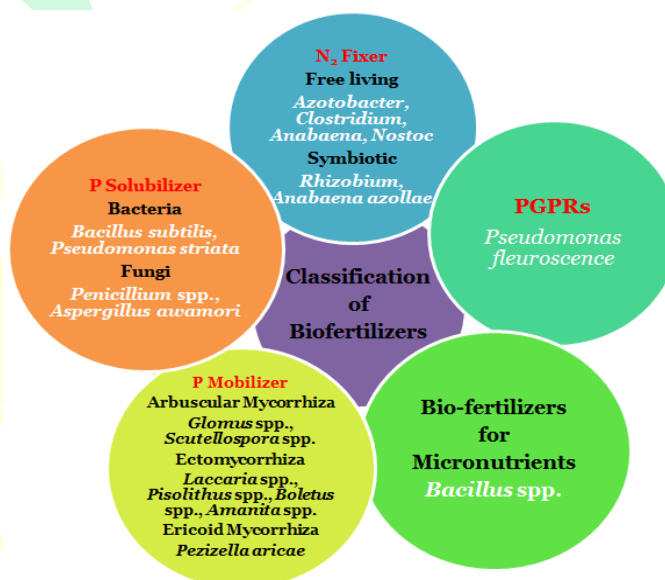 N₂ Fixer
Free living
Azotobacter,
Clostridium,
Anabaena, Nostoc
Symbiotic
Rhizobium,
Anabaena azollae
P Solubilizer
Bacteria
Bacillus subtilis,
Pseudomonas striata
Fungi
Penicillium spp.,
Aspergillus awamori
PGPRs
Pseudomonas
fleuroscence
Classification
of
Biofertilizers
P Mobilizer
Arbuscular Mycorrhiza
Glomus spp.,
Scutellospora spp.
Ectomycorrhiza
Laccaria spp.,
Pisolithus spp., Boletus
spp., Amanita spp.
Ericoid Mycorrhiza
Pezizella aricae
Bio-fertilizers
for
Micronutrients
Bacillus spp.